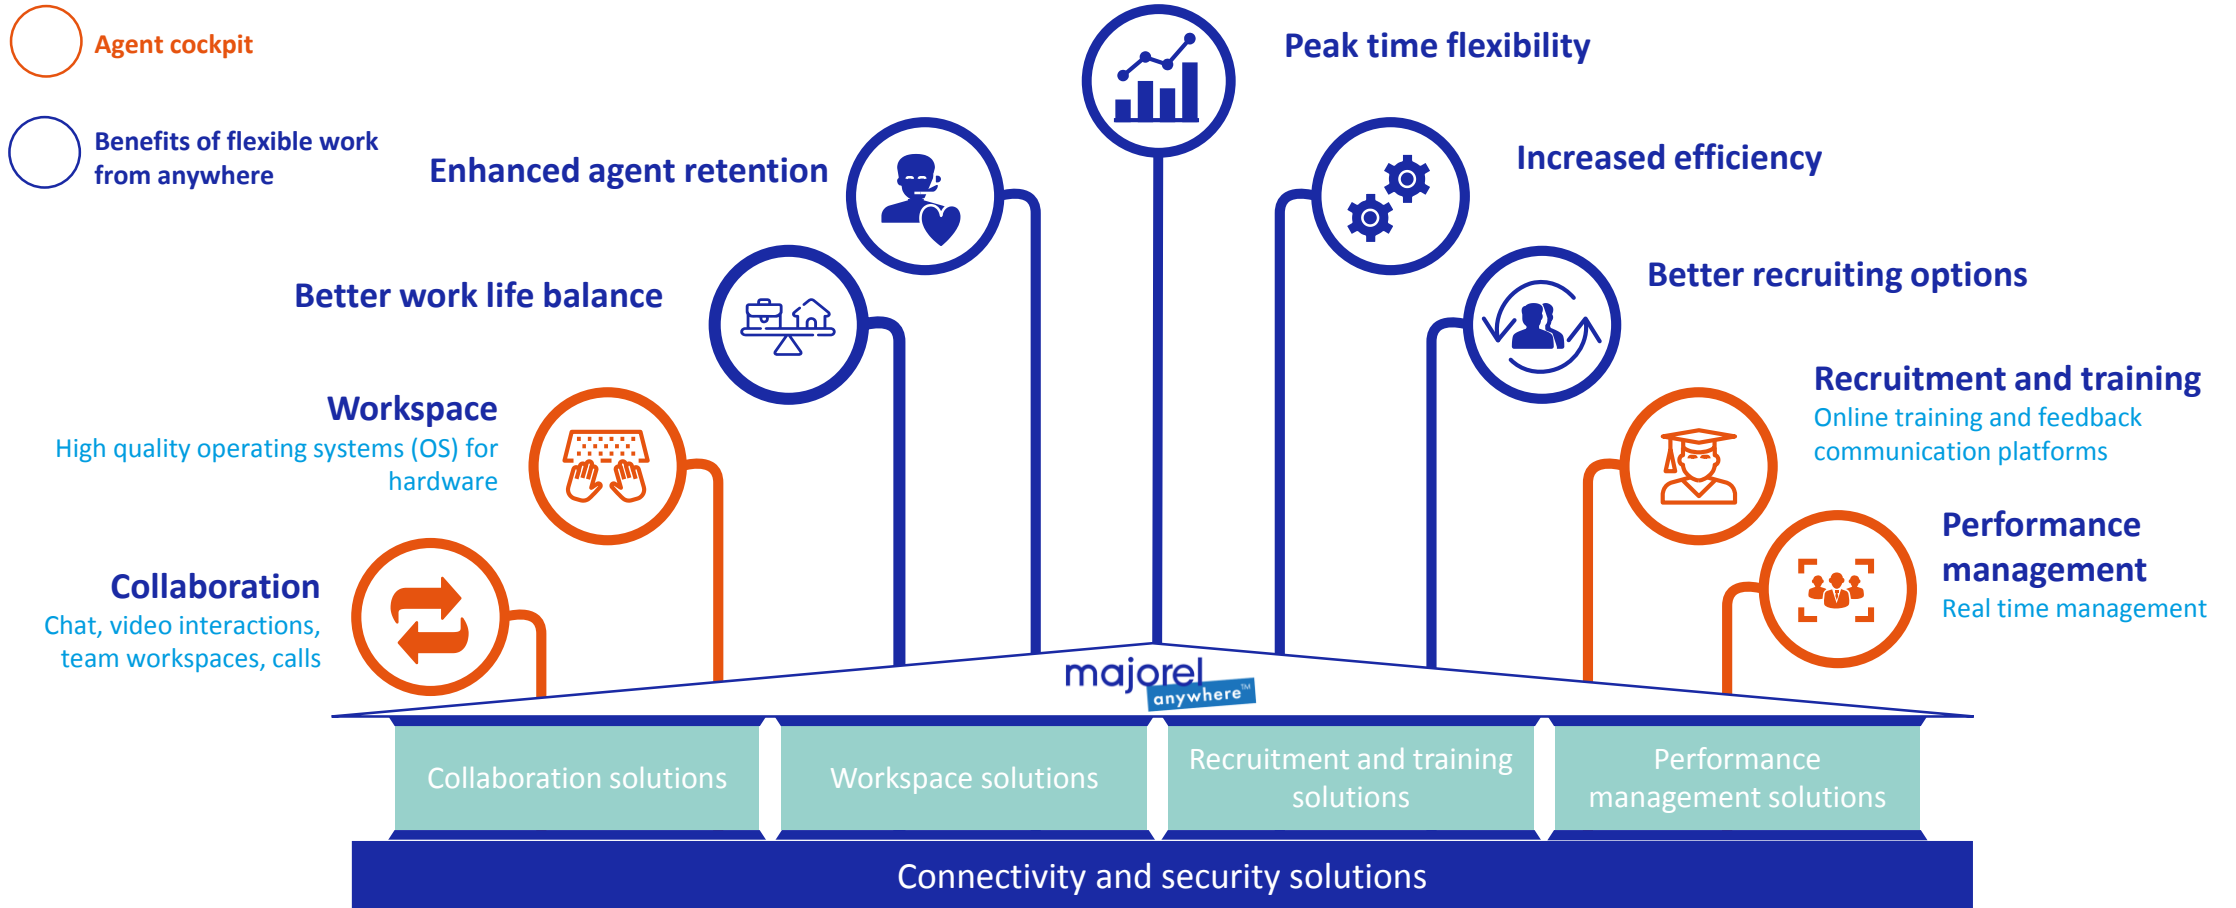 Agent cockpit
Benefits of flexible work
from anywhere
Peak time flexibility
Enhanced agent retention
Increased efficiency
Better work life balance
Better recruiting options
Workspace
High quality operating systems (OS) for
hardware
Recruitment and training
Online training and feedback
communication platforms
Collaboration
Chat, video interactions,
team workspaces, calls
Performance
management
Real time management
majorel
anywhere™
Collaboration solutions
Workspace solutions
Recruitment and training
solutions
Performance
management solutions
Connectivity and security solutions